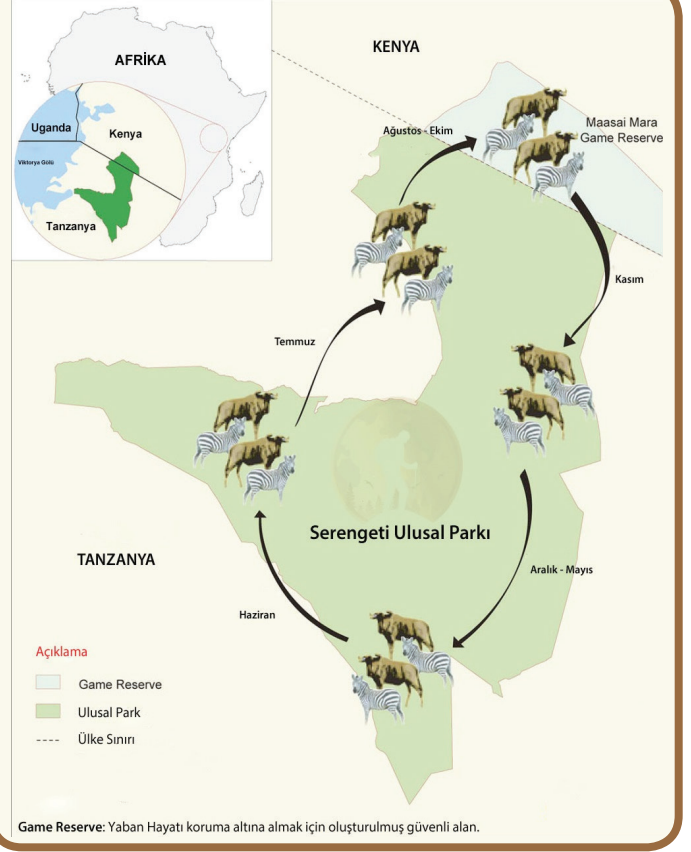 AFRİKA
Uganda
Kenya
Viktorya Gölü
Tanzanya
KENYA
Ağustos - Ekim
Maasai Mara
Game Reserve
Kasım
Temmuz
Serengeti Ulusal Parkı
TANZANYA
Aralık - Mayıs
Haziran
Açıklama
Game Reserve
Ulusal Park
Ülke Sınırı
Game Reserve: Yaban Hayatı koruma altına almak için oluşturulmuş güvenli alan.